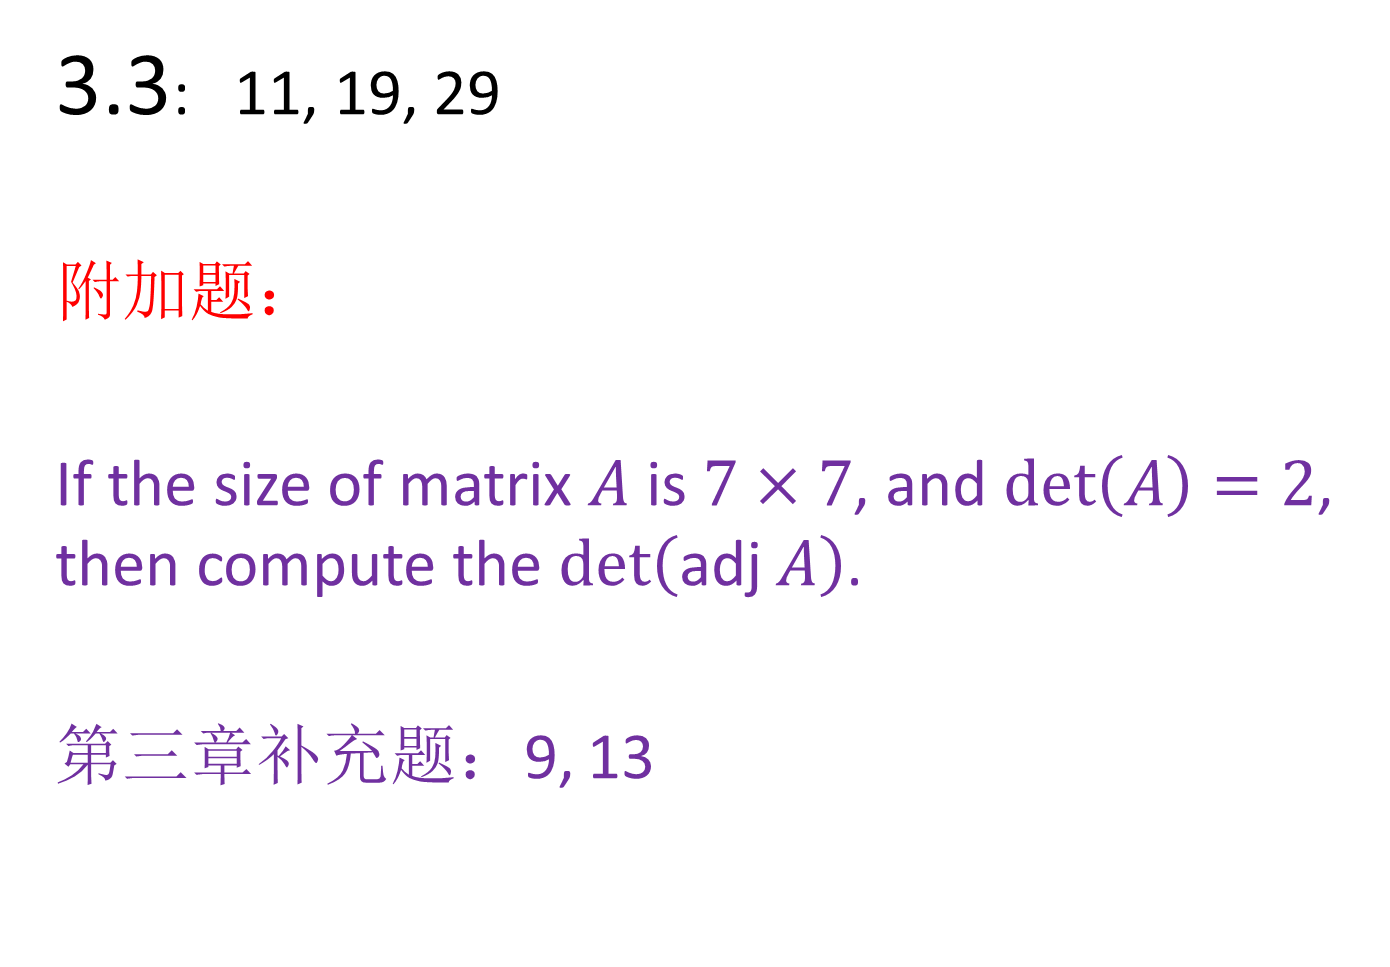 3.3: 11, 19, 29
附加题：
If the size of matrix A is 7 × 7, and det(A) = 2,
then compute the det(adj A).
第三章补充题：9, 13